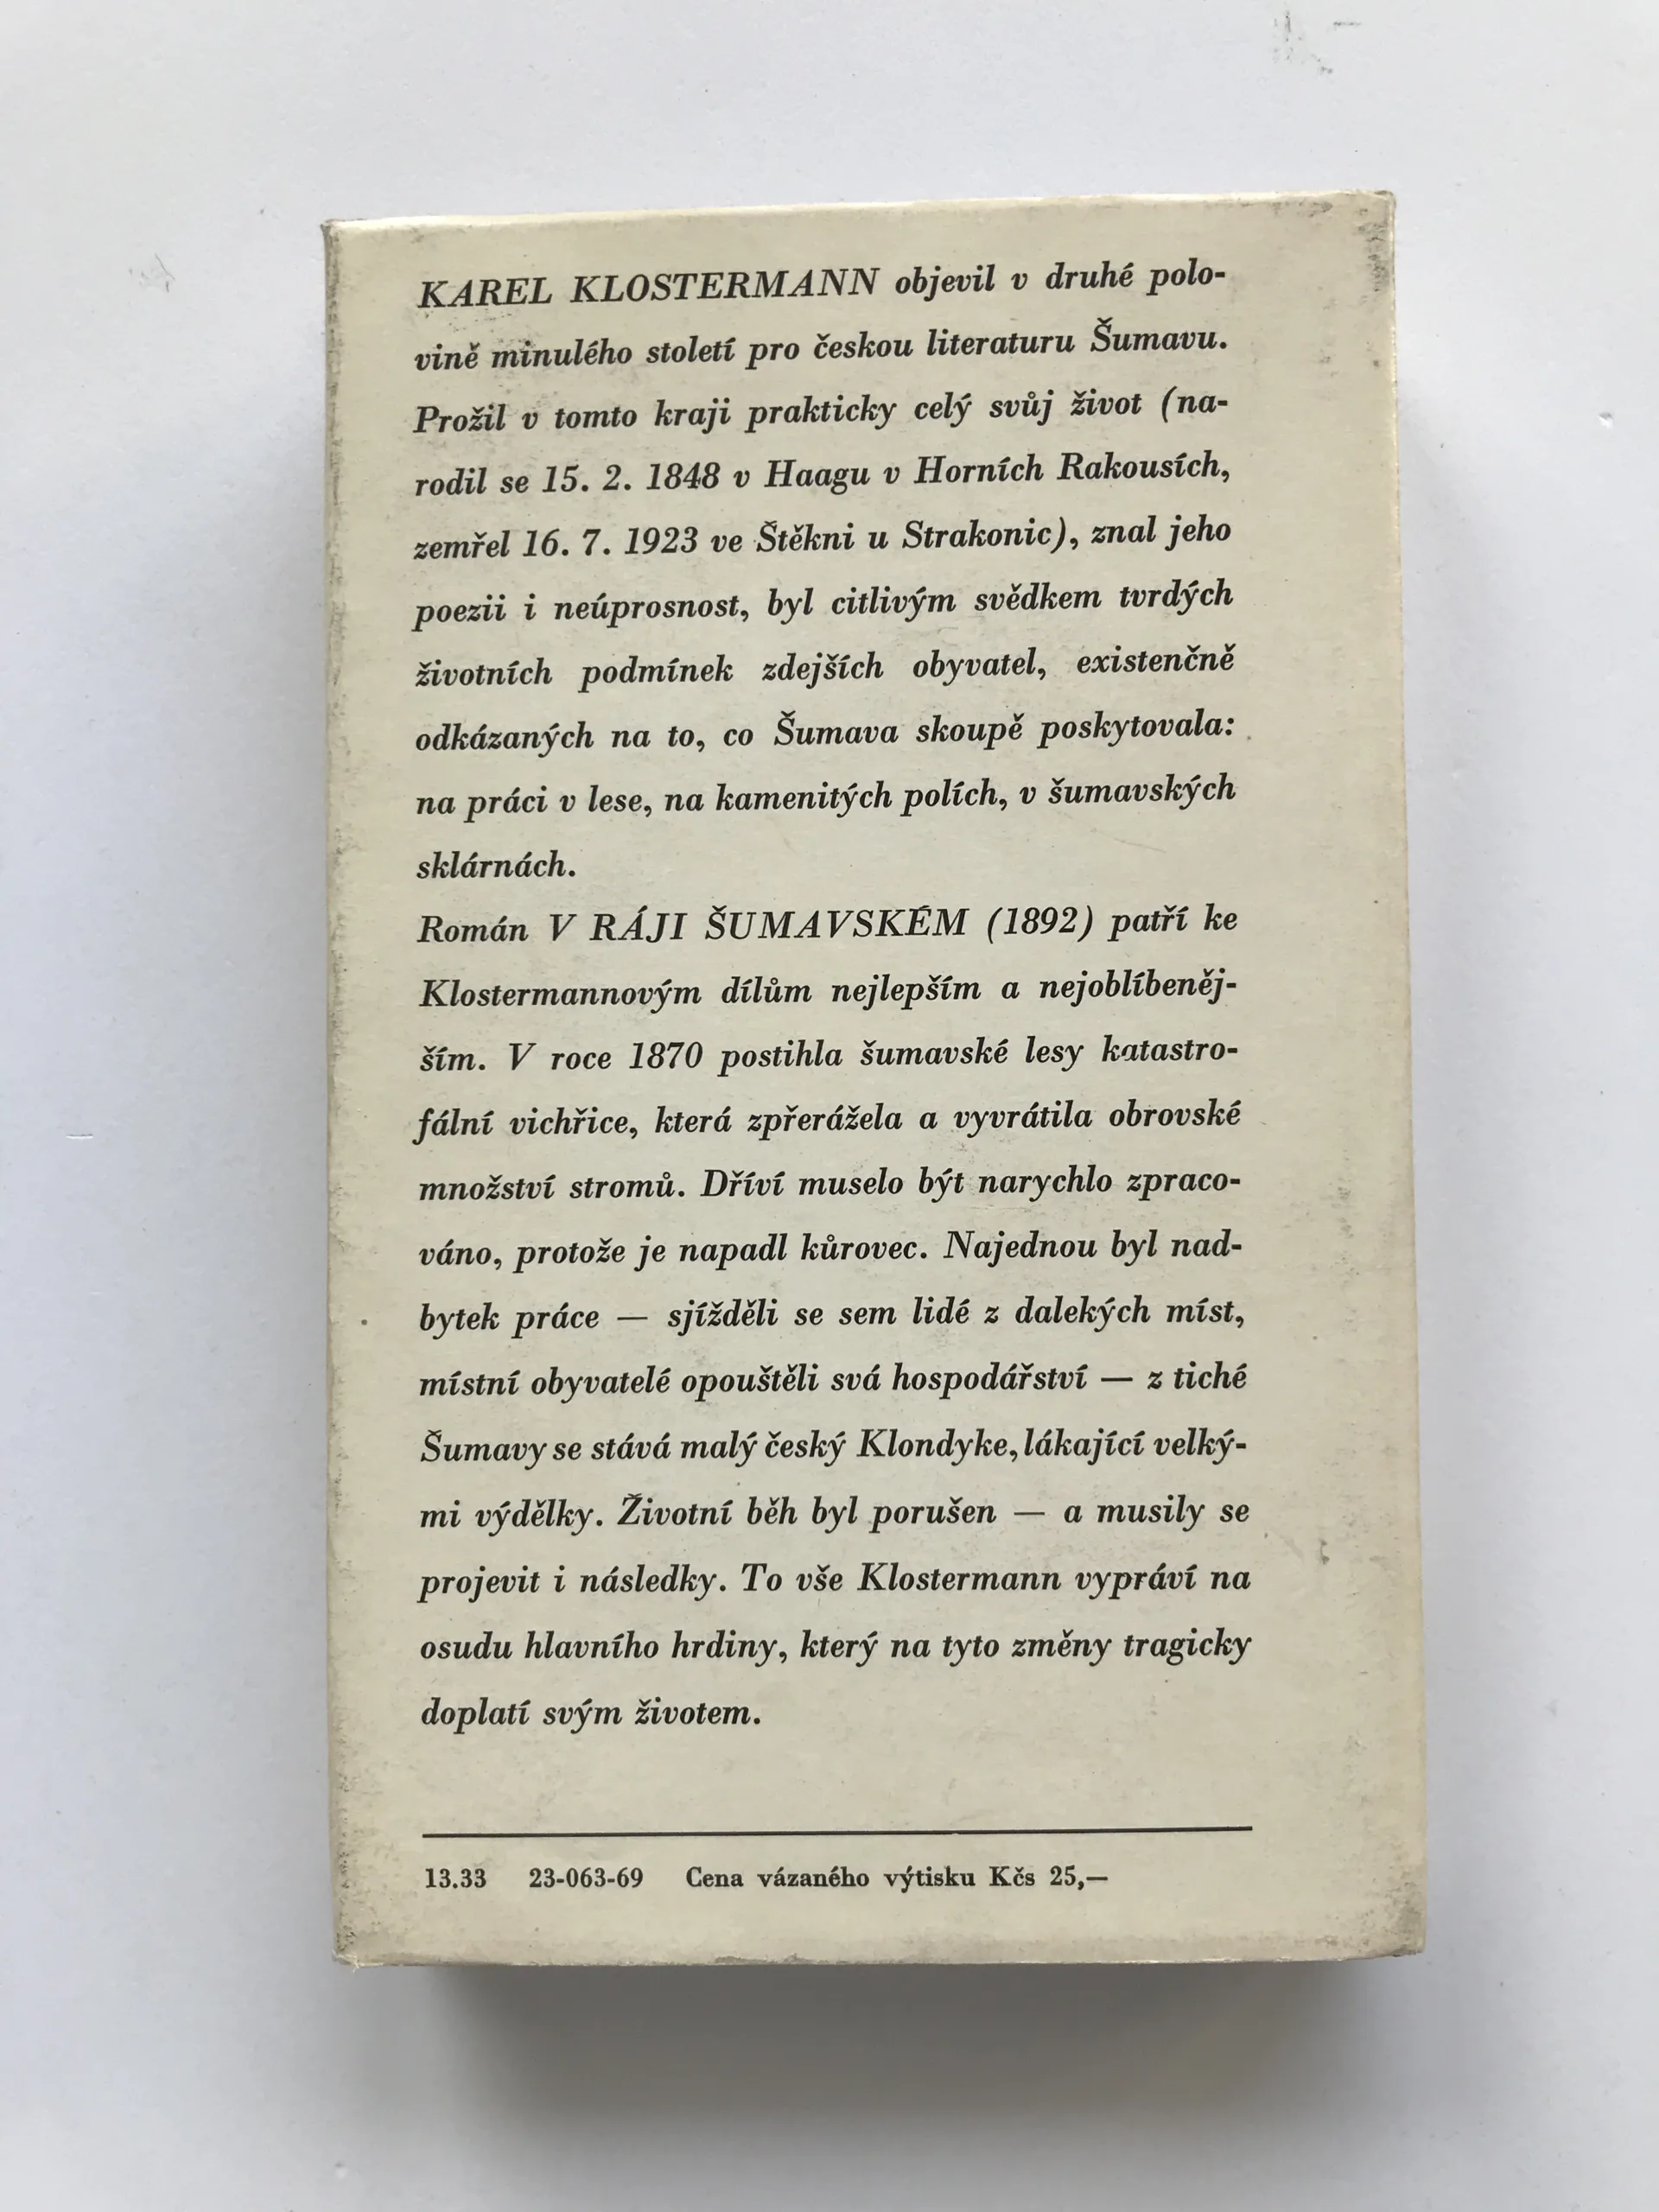 KAREL KLOSTERMANN objevil v druhé polo-
vině minulého století pro českou literaturu Šumavu.
Prožil v tomto kraji prakticky celý svůj život (na-
rodil se 15. 2. 1848 v Haagu v Horních Rakousích,
zemřel 16. 7. 1923 ve Štěkni u Strakonic), znal jeho
poezii i neúprosnost, byl citlivým svědkem tvrdých
životních podmínek zdejších obyvatel, existenčně
odkázaných na to, co Šumava skoupě poskytovala:
na práci v lese, na kamenitých polích, v šumavských
sklárnách.
Román V RÁJI ŠUMAVSKÉM (1892) patří ke
Klostermannovým dílům nejlepším a nejoblíbeněj-
ším. V roce 1870 postihla šumavské lesy katastro-
fální vichřice, která zpřerážela a vyvrátila obrovské
množství stromů. Dříví muselo být narychlo zpraco-
váno, protože je napadl kůrovec. Najednou byl nad-
bytek práce — sjížděli se sem lidé z dalekých míst,
místní obyvatelé opouštěli svá hospodářství — z tiché
Šumavy se stává malý český Klondyke, lákající velký-
mi výdělky. Životní běh byl porušen — a musily se
projevit i následky. To vše Klostermann vypráví na
osudu hlavního hrdiny, který na tyto změny tragicky
doplatí svým životem.
13.33 23-063-69 Cena vázaného výtisku Kčs 25,—